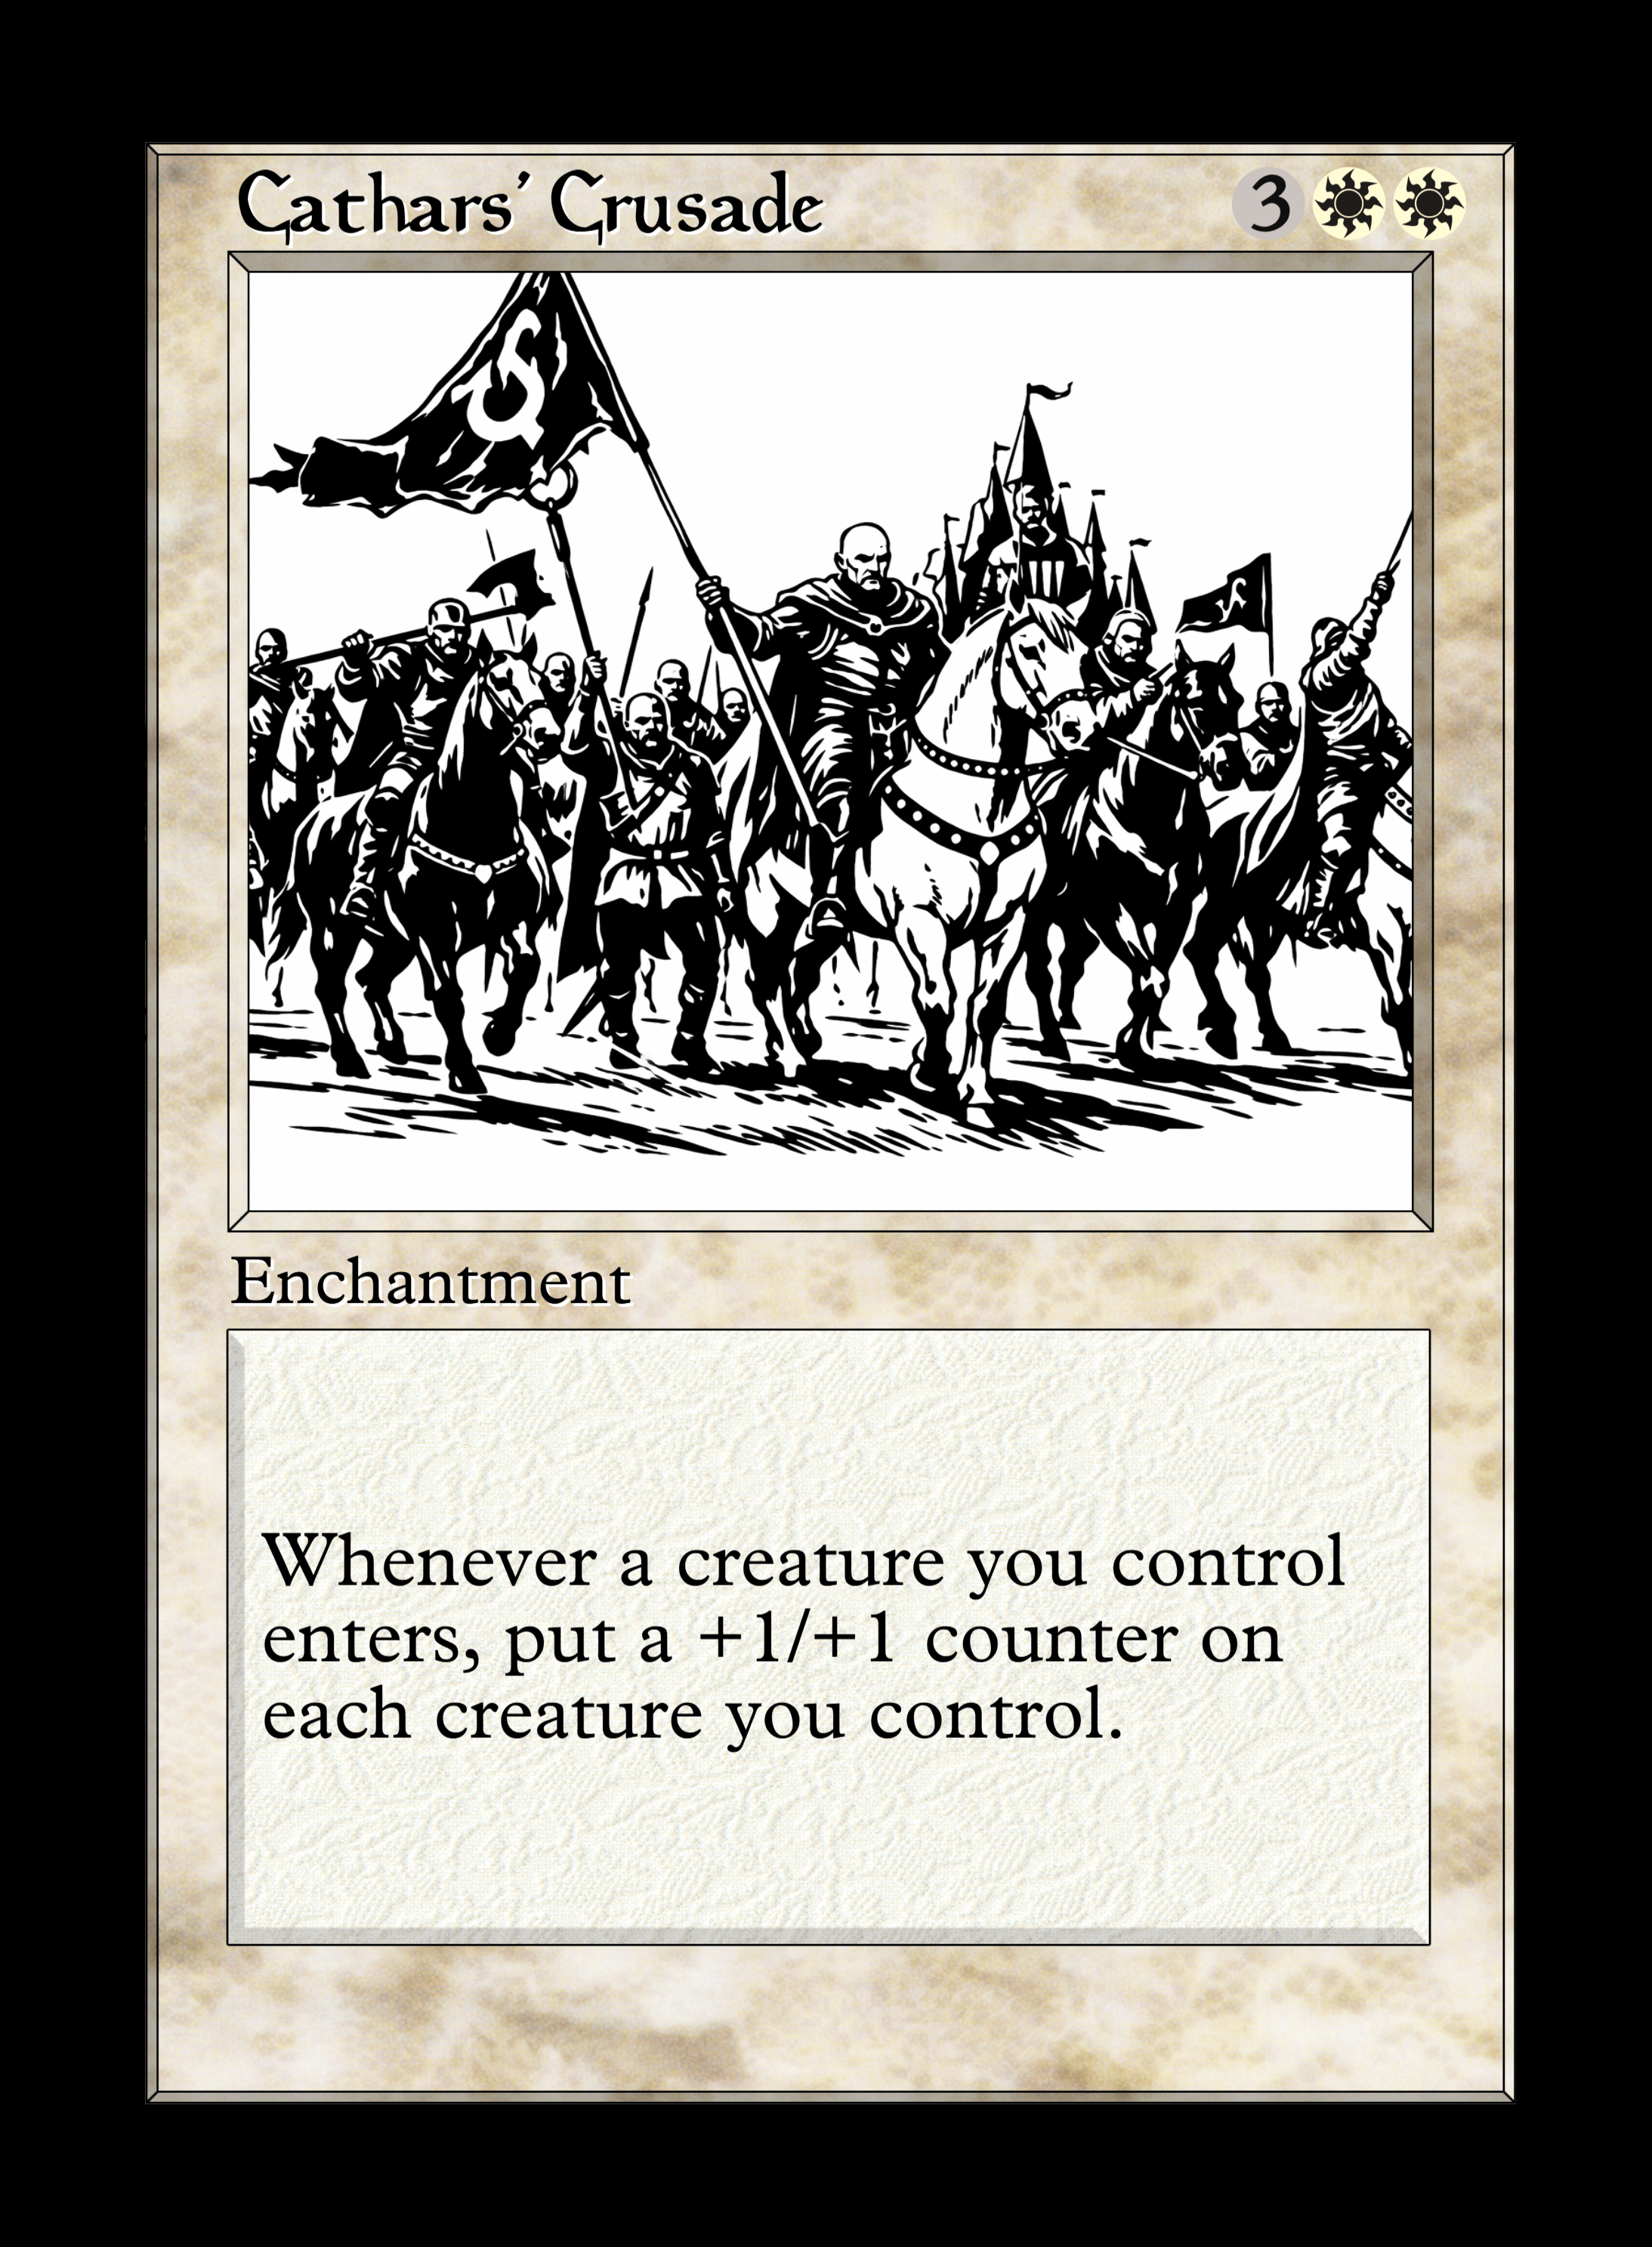 Cathars' Crusade 3
Enchantment
Whenever a creature you control
enters, put a +1/+1 counter on
each creature you control.